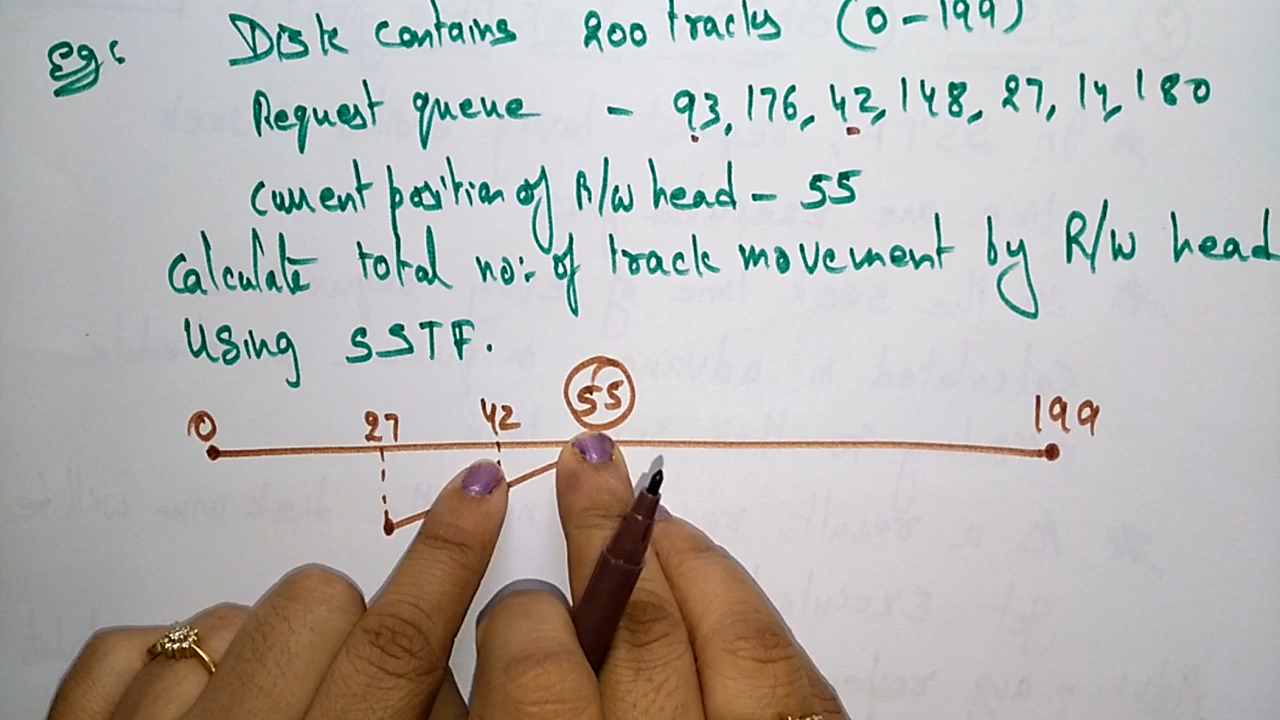 Eg: Disk contains 200 tracks (0-199)
Request queue - 93, 176, 42, 148, 27, 14, 180
Current position of R/W head - 55
Calculate total no: of track movement by R/W head
Using SSTF.
0 27 42 55 199